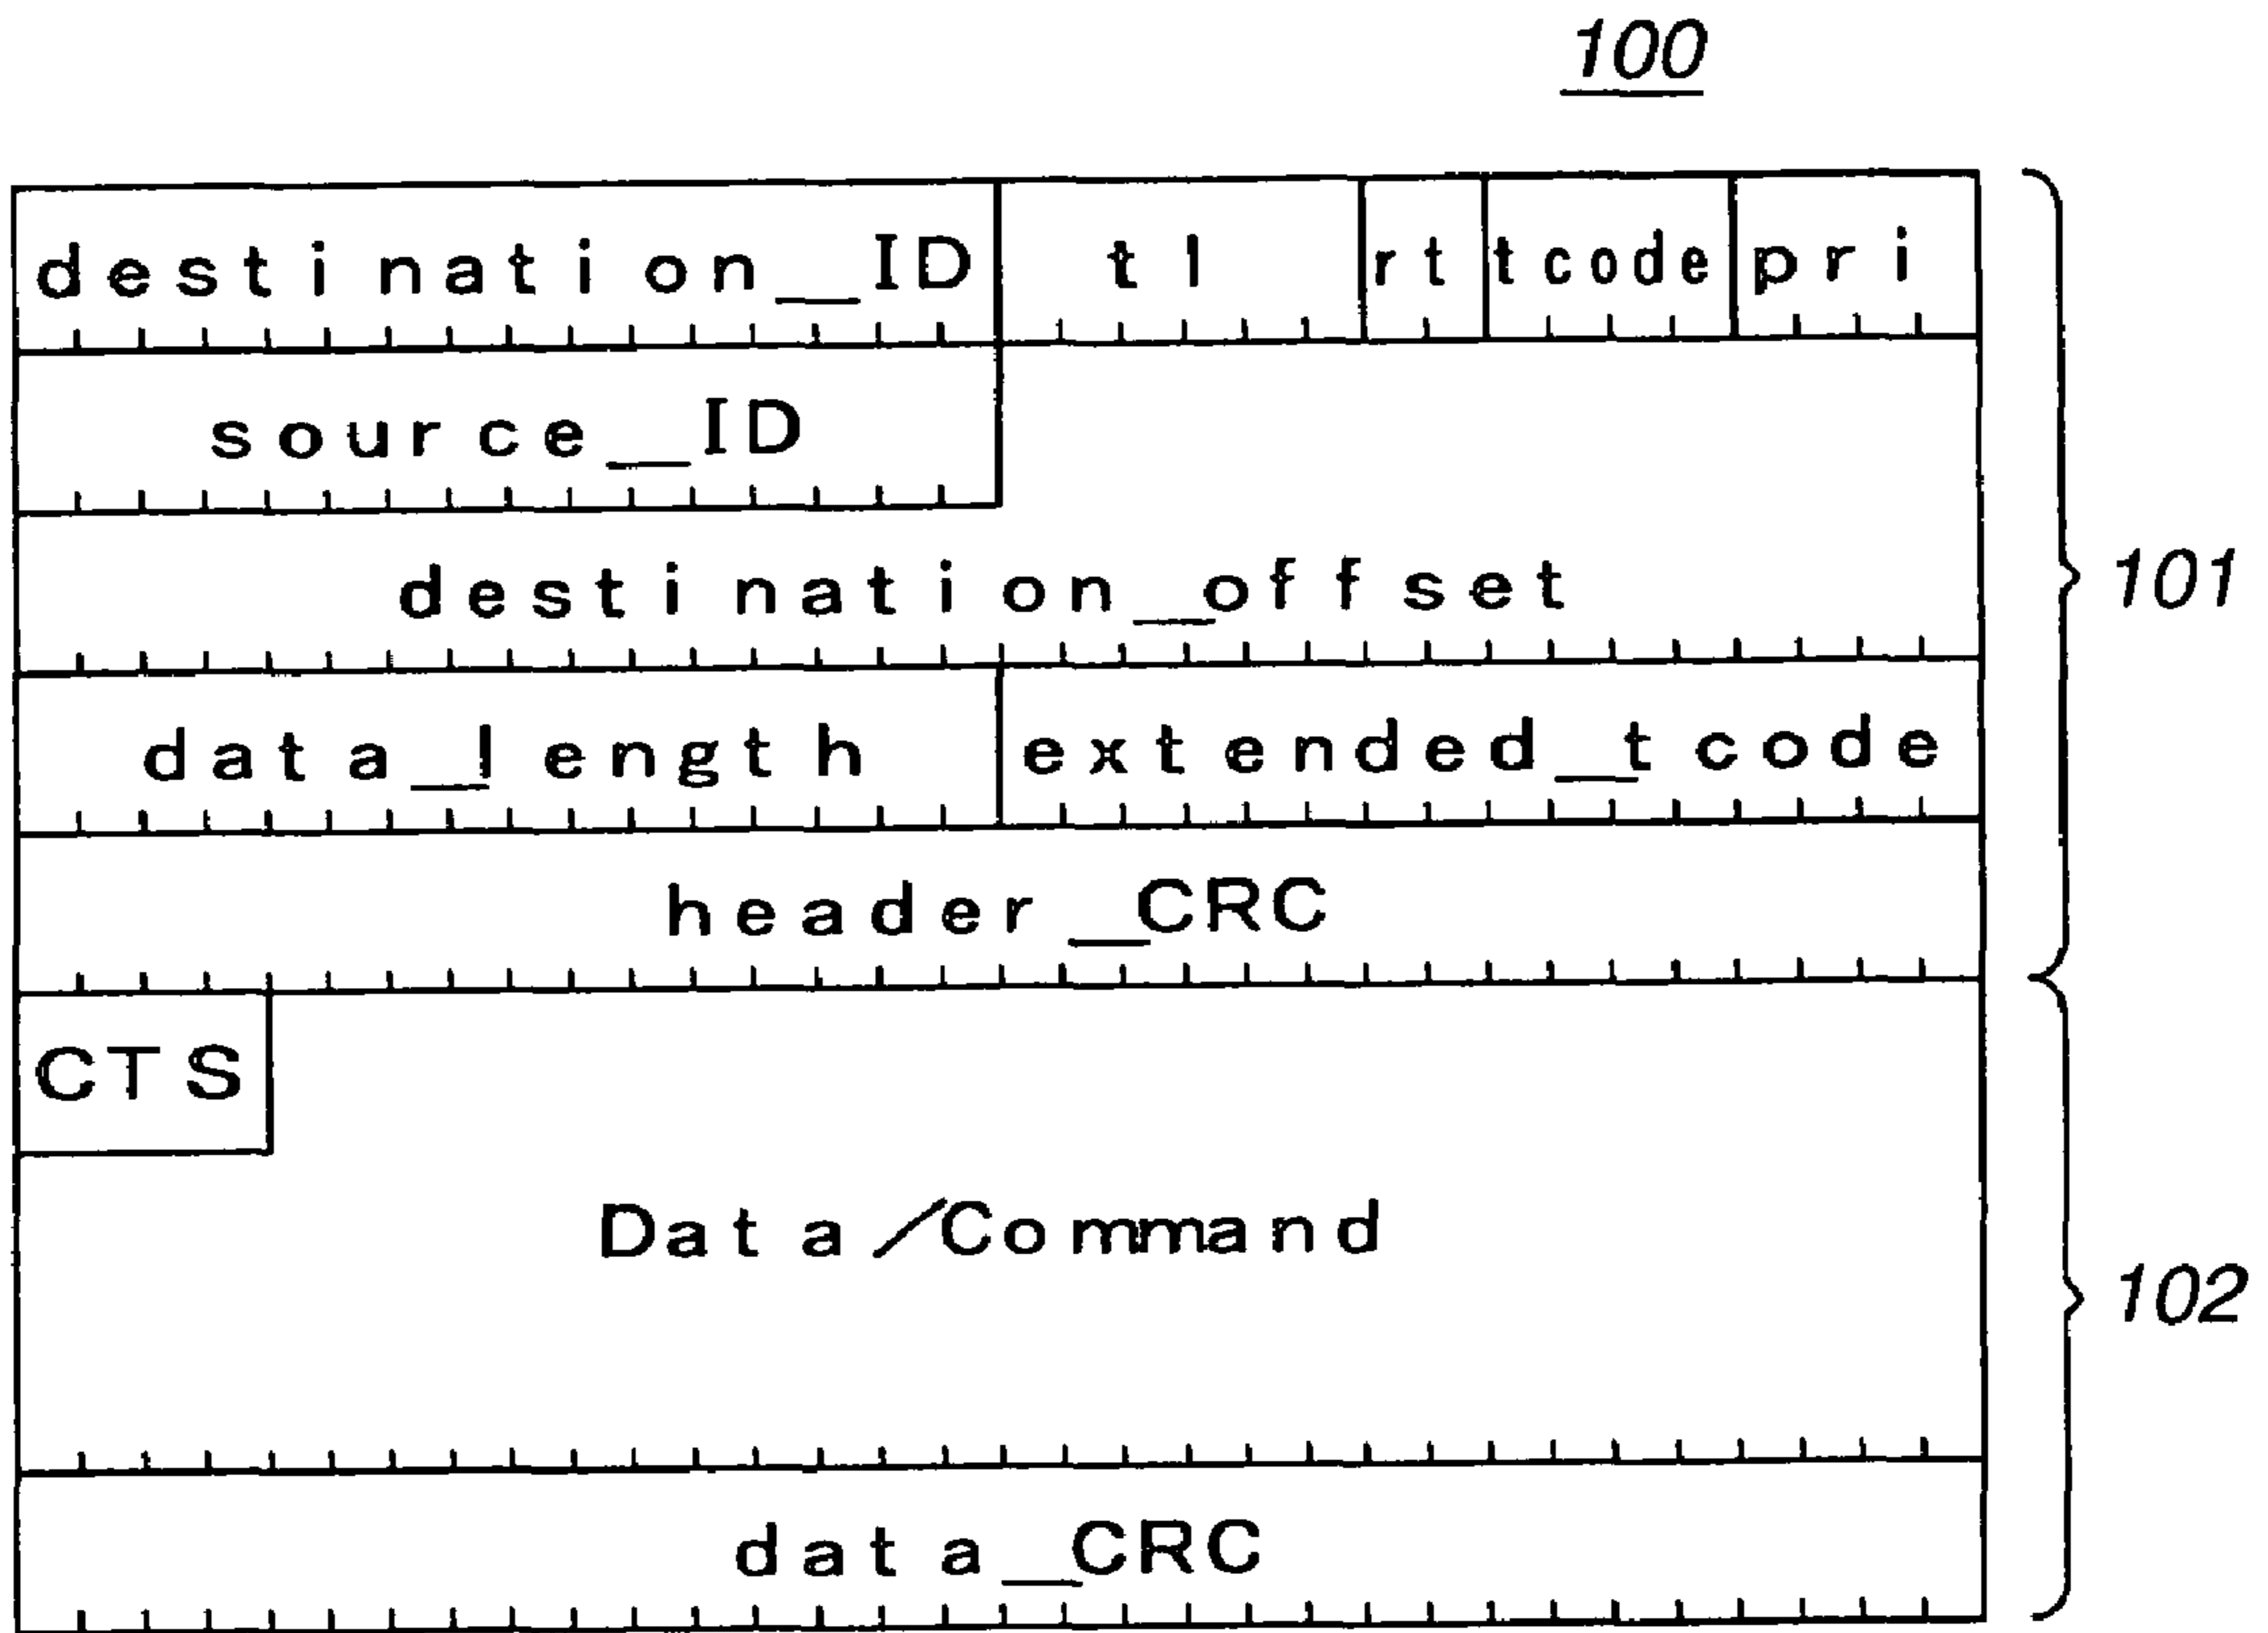 100
destination_ID tl rt tcode pri
source_ID
destination_offset
101
data_length extended_tcode
header_CRC
CTS
Data/Command
102
data_CRC